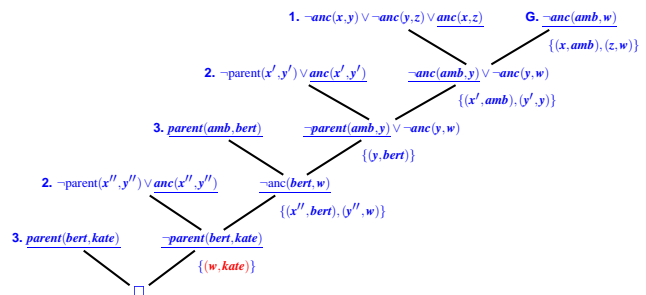 1. ¬anc(x,y)∨¬anc(y,z)∨anc(x,z) G. ¬anc(amb,w)
{(x,amb),(z,w)}
2. ¬parent(x′,y′)∨anc(x′,y′) ¬anc(amb,y)∨¬anc(y,w)
{(x′,amb),(y′,y)}
3. parent(amb,bert) ¬parent(amb,y)∨¬anc(y,w)
{(y,bert)}
2. ¬parent(x′′,y′′)∨anc(x′′,y′′) ¬anc(bert,w)
{(x′′,bert),(y′′,w)}
3. parent(bert,kate) ¬parent(bert,kate)
{(w,kate)}
□